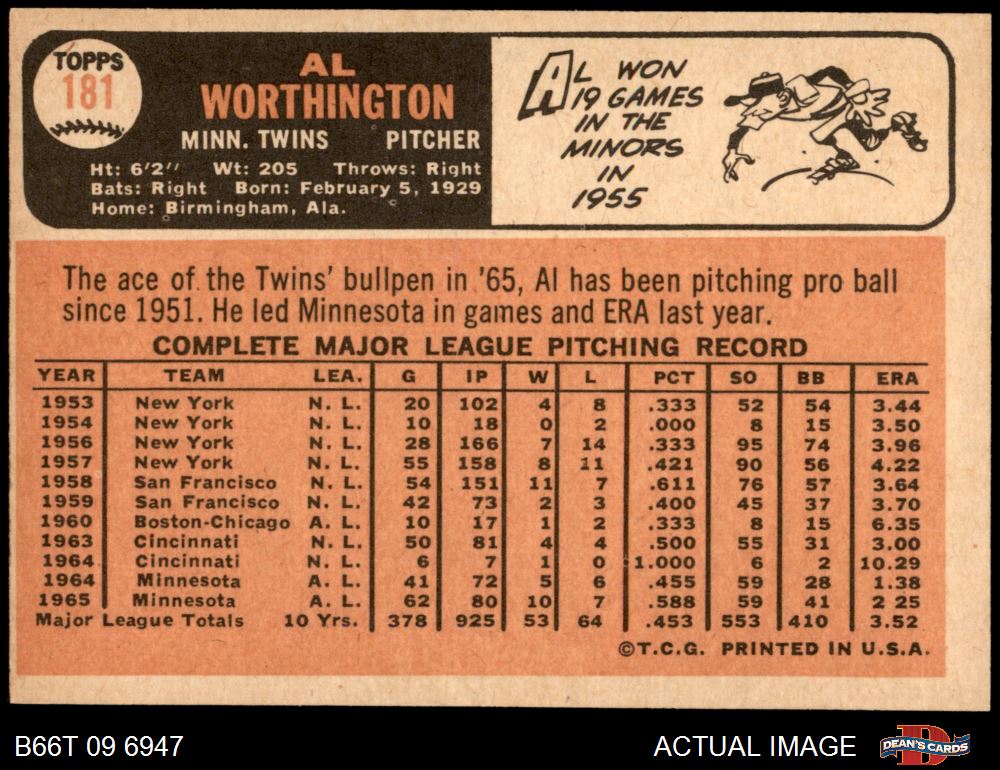 TOPPS
181
AL
WORTHINGTON
MINN. TWINS PITCHER
Ht: 6'2" Wt: 205 Throws: Right
Bats: Right Born: February 5, 1929
Home: Birmingham, Ala.
AL WON
19 GAMES
IN THE
MINORS
IN
1955
The ace of the Twins' bullpen in '65, Al has been pitching pro ball
since 1951. He led Minnesota in games and ERA last year.
COMPLETE MAJOR LEAGUE PITCHING RECORD
YEAR TEAM LEA. G IP W L PCT SO BB ERA
1953 New York N. L. 20 102 4 8 .333 52 54 3.44
1954 New York N. L. 10 18 0 2 .000 8 15 3.50
1956 New York N. L. 28 166 7 14 .333 95 74 3.96
1957 New York N. L. 55 158 8 11 .421 90 56 4.22
1958 San Francisco N. L. 54 151 11 7 .611 76 57 3.64
1959 San Francisco N. L. 42 73 2 3 .400 45 37 3.70
1960 Boston-Chicago A. L. 10 17 1 2 .333 8 15 6.35
1963 Cincinnati N. L. 50 81 4 4 .500 55 31 3.00
1964 Cincinnati N. L. 6 7 1 0 1.000 6 2 10.29
1964 Minnesota A. L. 41 72 5 6 .455 59 28 1.38
1965 Minnesota A. L. 62 80 10 7 .588 59 41 2 25
Major League Totals 10 Yrs. 378 925 53 64 .453 553 410 3.52
©T.C.G. PRINTED IN U.S.A.
B66T 09 6947
ACTUAL IMAGE
DEAN'S CARDS